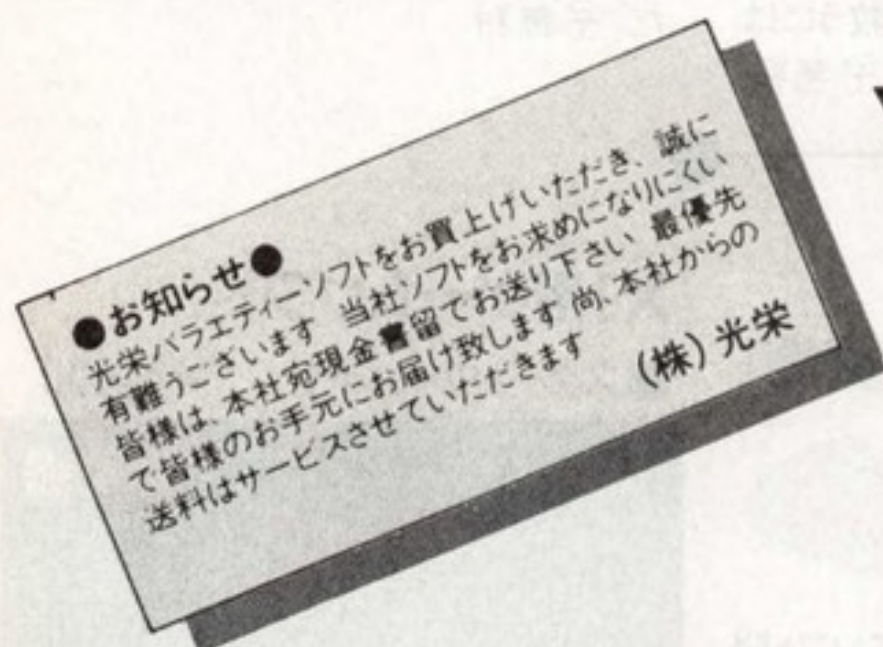 ●お知らせ●
光栄バラエティーソフトをお買上げいただき、誠に
有難うございます 当社ソフトをお求めになりにくい
皆様は、本社宛現金書留でお送り下さい 最優先
で皆様のお手元にお届け致します 尚、本社からの
送料はサービスさせていただきます
(株)光栄